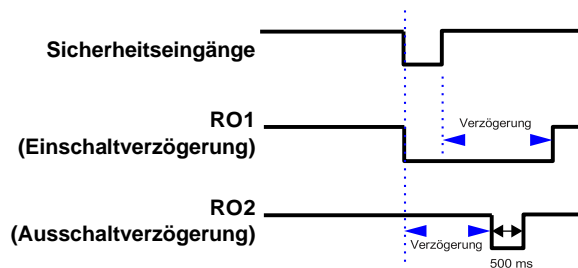 Sicherheitseingänge
RO1
(Einschaltverzögerung)
Verzögerung
RO2
(Ausschaltverzögerung)
Verzögerung
500 ms